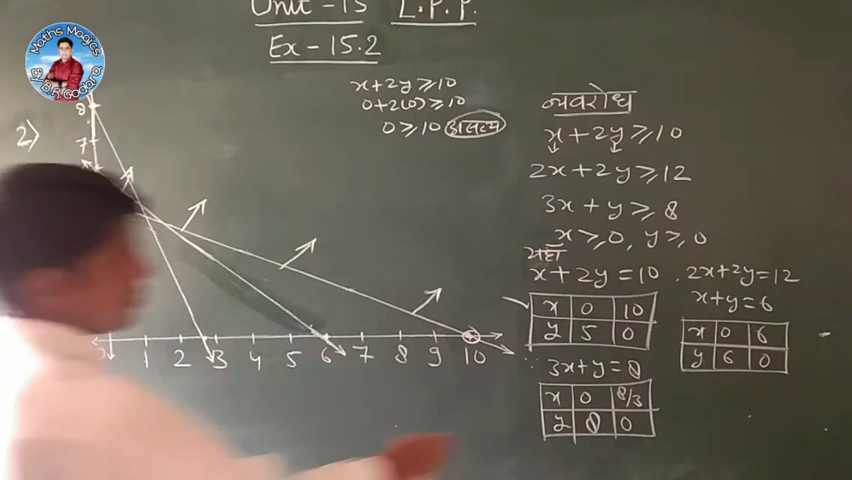 Unit - 15 L.P.P.
Ex - 15.2
Maths Magics
By B.R. Godara
2)
x+2y ≥ 10
0+2(0) ≥ 10
0 ≥ 10 असत्य
व्यवरोध
x+2y ≥ 10
2x+2y ≥ 12
3x+y ≥ 8
x ≥ 0, y ≥ 0
यहाँ
x+2y = 10
x 0 10
y 5 0
2x+2y = 12
x+y = 6
x 0 6
y 6 0
3x+y = 8
x 0 8/3
y 8 0
8
7
1 2 3 4 5 6 7 8 9 10